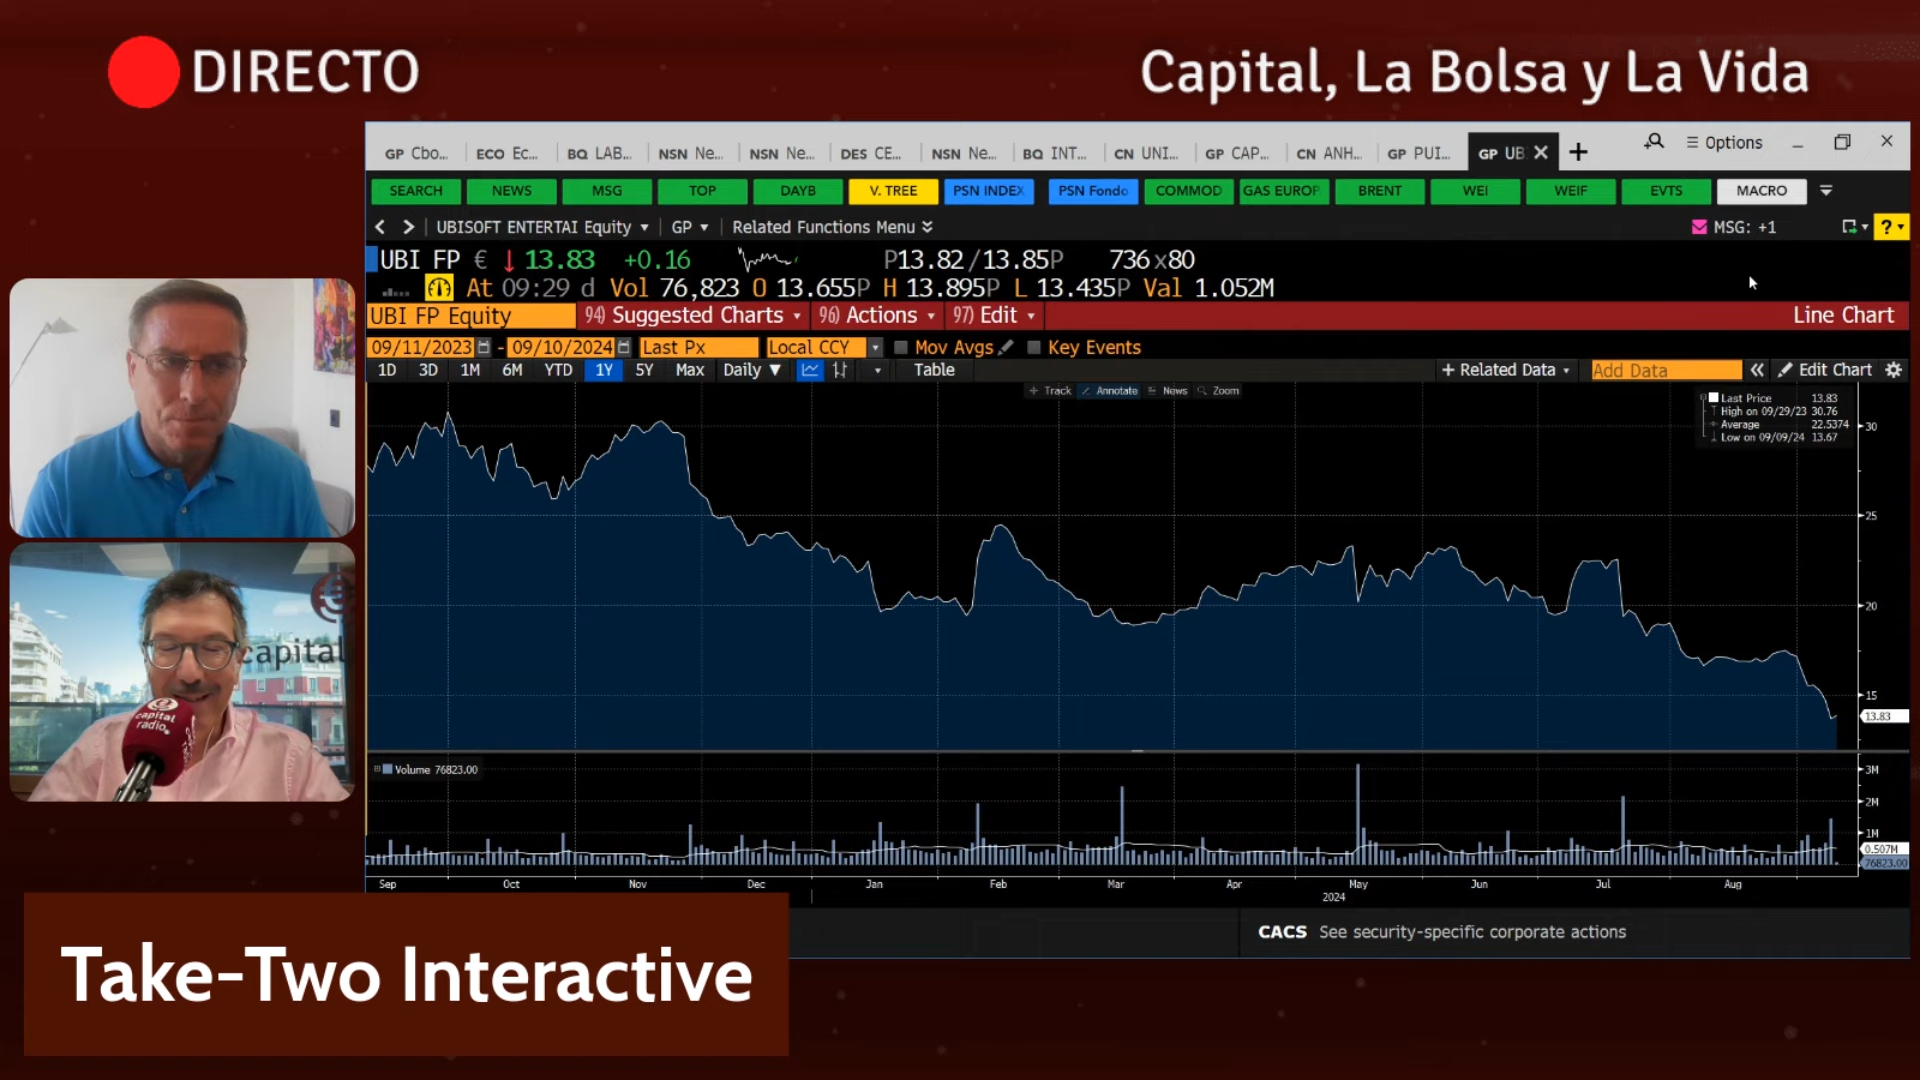 DIRECTO
Capital, La Bolsa y La Vida
GP Cbo... ECO Ec... BQ LAB... NSN Ne... NSN Ne... DES CE... NSN Ne... BQ INT... CN UNI... GP CAP... CN ANH... GP PUI... GP UB Options
SEARCH NEWS MSG TOP DAYB V. TREE PSN INDEX PSN Fondo COMMOD GAS EUROP BRENT WEI WEIF EVTS MACRO
UBISOFT ENTERTAI Equity GP Related Functions Menu MSG: +1 ?
UBI FP € ↓ 13.83 +0.16 P13.82/13.85P 736x80
At 09:29 d Vol 76,823 O 13.655P H 13.895P L 13.435P Val 1.052M
UBI FP Equity 94) Suggested Charts 96) Actions 97) Edit Line Chart
09/11/2023 - 09/10/2024 Last Px Local CCY Mov Avgs Key Events
1D 3D 1M 6M YTD 1Y 5Y Max Daily ▼ Table + Related Data Add Data « Edit Chart
+ Track Annotate News Zoom
Last Price 13.83
High on 09/29/23 30.76
Average 22.5374
Low on 09/09/24 13.67
30
25
20
15
13.83
Volume 76823.00
3M
2M
1M
0.507M
76823.00
Sep Oct Nov Dec Jan Feb Mar Apr May Jun Jul Aug
2024
CACS See security-specific corporate actions
capital
capital
radio.
Take-Two Interactive